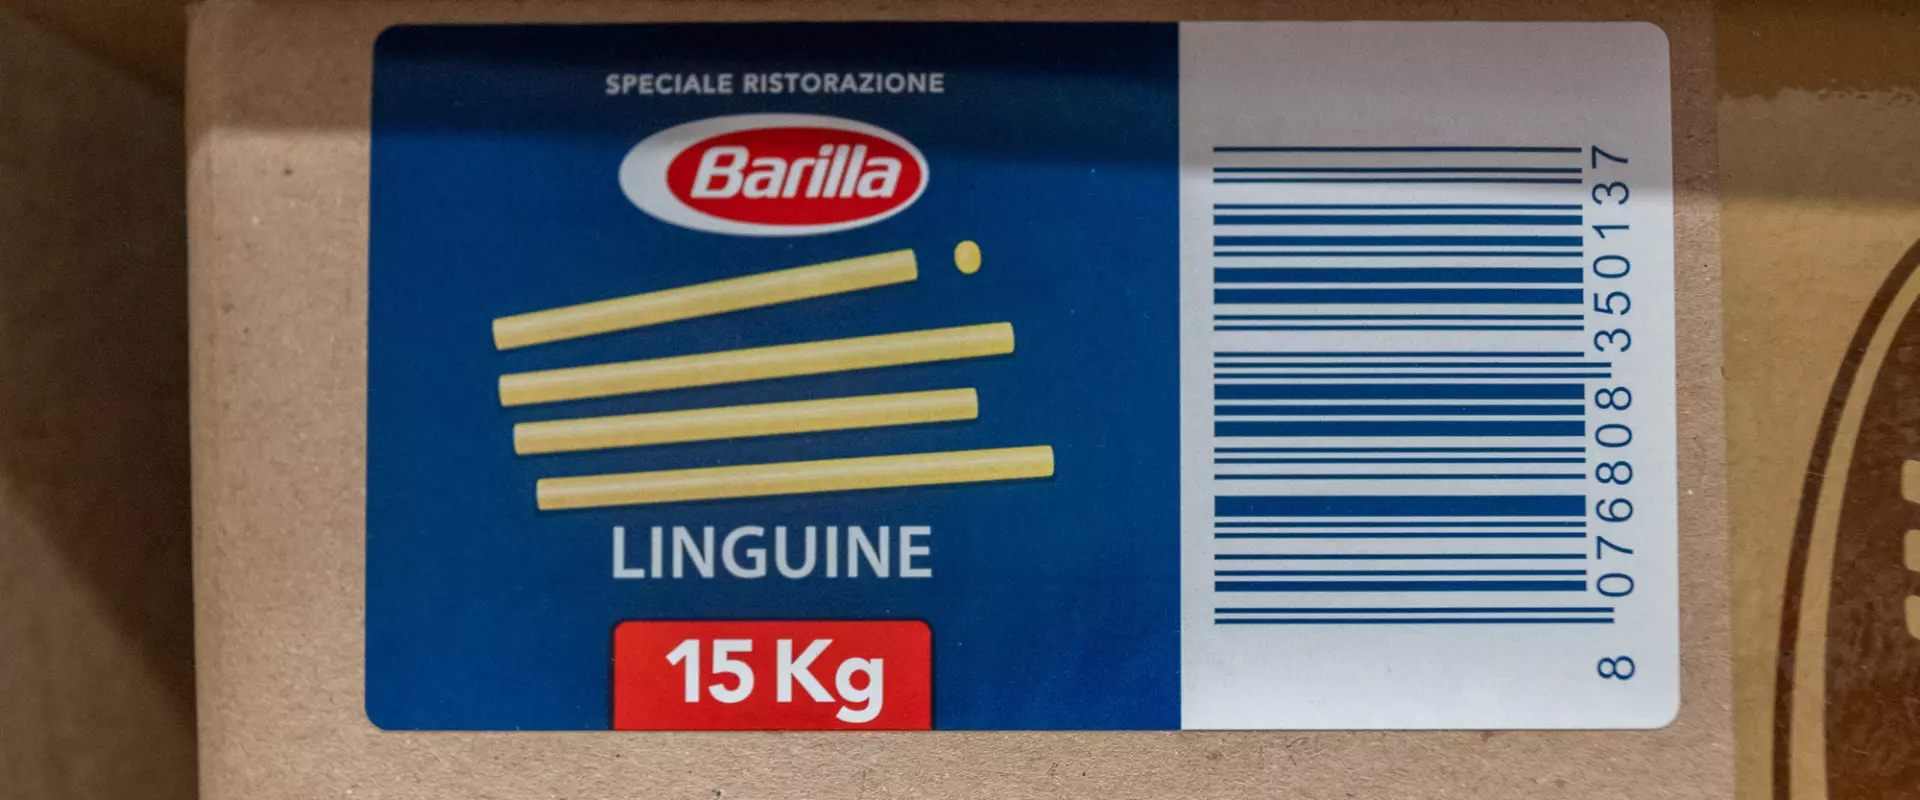 SPECIALE RISTORAZIONE
Barilla
LINGUINE
15 Kg
8 076808 350137